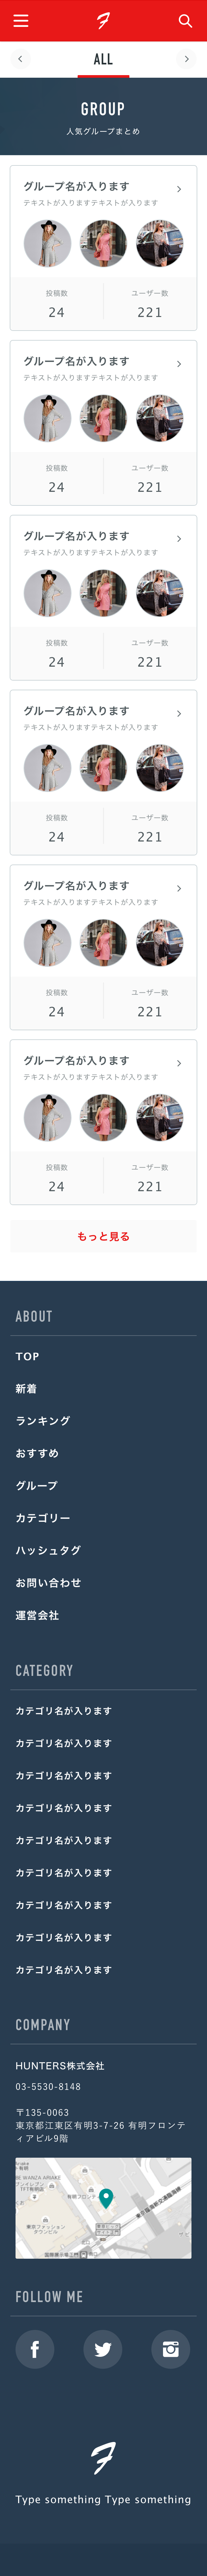 ALL
GROUP
人気グループまとめ
グループ名が入ります
テキストが入りますテキストが入ります
投稿数 ユーザー数
24 221
グループ名が入ります
テキストが入りますテキストが入ります
投稿数 ユーザー数
24 221
グループ名が入ります
テキストが入りますテキストが入ります
投稿数 ユーザー数
24 221
グループ名が入ります
テキストが入りますテキストが入ります
投稿数 ユーザー数
24 221
グループ名が入ります
テキストが入りますテキストが入ります
投稿数 ユーザー数
24 221
グループ名が入ります
テキストが入りますテキストが入ります
投稿数 ユーザー数
24 221
もっと見る
ABOUT
TOP
新着
ランキング
おすすめ
グループ
カテゴリー
ハッシュタグ
お問い合わせ
運営会社
CATEGORY
カテゴリ名が入ります
カテゴリ名が入ります
カテゴリ名が入ります
カテゴリ名が入ります
カテゴリ名が入ります
カテゴリ名が入ります
カテゴリ名が入ります
カテゴリ名が入ります
カテゴリ名が入ります
COMPANY
HUNTERS株式会社
03-5530-8148
〒135-0063
東京都江東区有明3-7-26 有明フロンテ
ィアビル9階
FOLLOW ME
Type something Type something